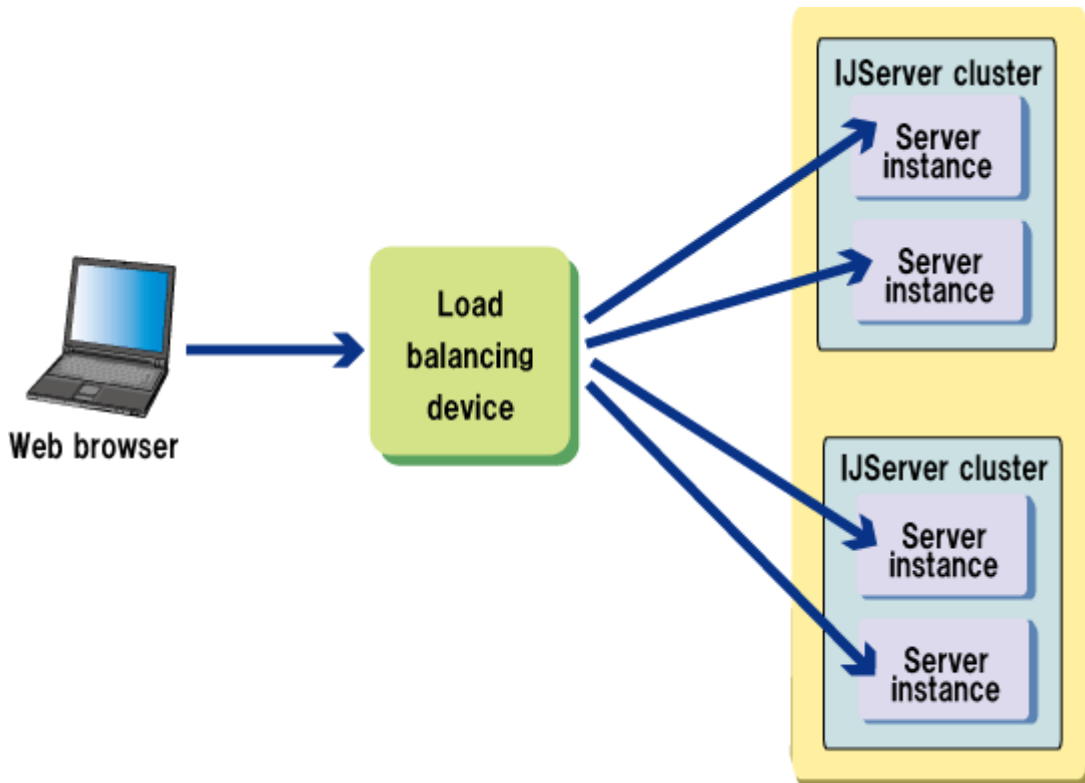 Web browser
Load
balancing
device
IJServer cluster
Server
instance
Server
instance
IJServer cluster
Server
instance
Server
instance